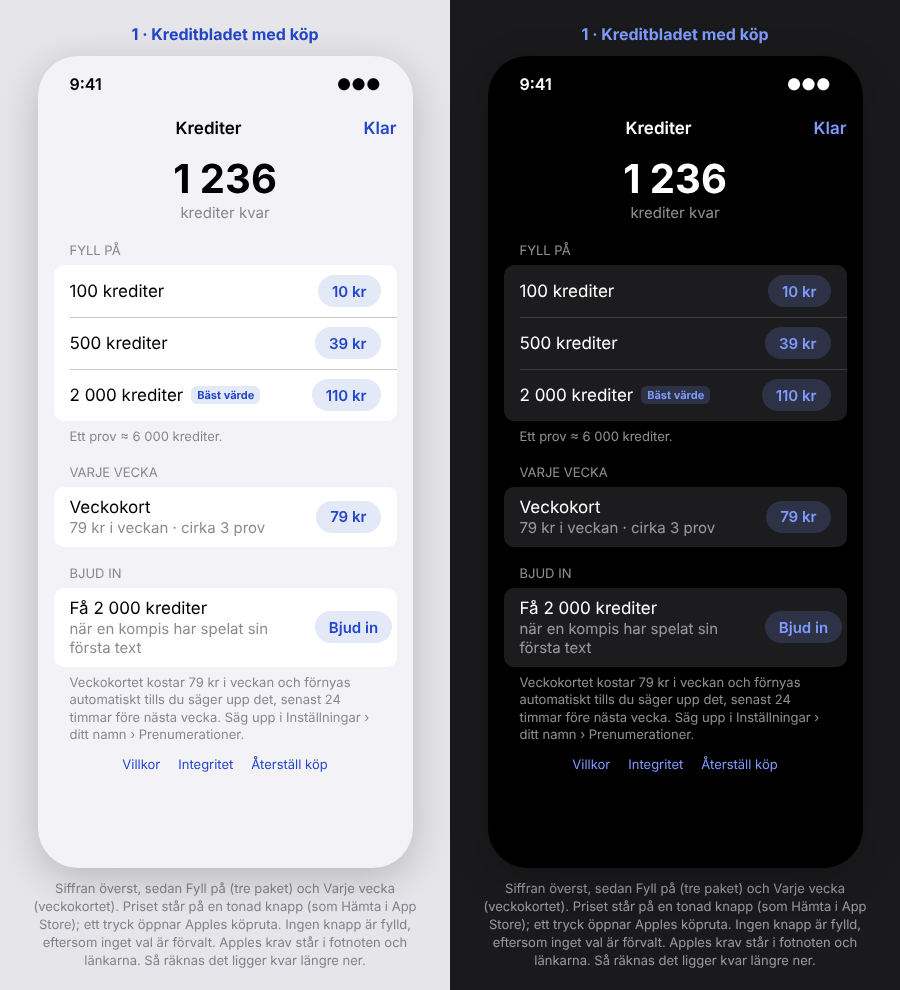 1 · Kreditbladet med köp
9:41
Krediter
Klar
1 236
krediter kvar
FYLL PÅ
100 krediter
10 kr
500 krediter
39 kr
2 000 krediter
Bäst värde
110 kr
Ett prov ≈ 6 000 krediter.
VARJE VECKA
Veckokort
79 kr i veckan · cirka 3 prov
79 kr
BJUD IN
Få 2 000 krediter
när en kompis har spelat sin
första text
Bjud in
Veckokortet kostar 79 kr i veckan och förnyas
automatiskt tills du säger upp det, senast 24
timmar före nästa vecka. Säg upp i Inställningar ›
ditt namn › Prenumerationer.
Villkor
Integritet
Återställ köp
Siffran överst, sedan Fyll på (tre paket) och Varje vecka
(veckokortet). Priset står på en tonad knapp (som Hämta i App
Store); ett tryck öppnar Apples köpruta. Ingen knapp är fylld,
eftersom inget val är förvalt. Apples krav står i fotnoten och
länkarna. Så räknas det ligger kvar längre ner.
1 · Kreditbladet med köp
9:41
Krediter
Klar
1 236
krediter kvar
FYLL PÅ
100 krediter
10 kr
500 krediter
39 kr
2 000 krediter
Bäst värde
110 kr
Ett prov ≈ 6 000 krediter.
VARJE VECKA
Veckokort
79 kr i veckan · cirka 3 prov
79 kr
BJUD IN
Få 2 000 krediter
när en kompis har spelat sin
första text
Bjud in
Veckokortet kostar 79 kr i veckan och förnyas
automatiskt tills du säger upp det, senast 24
timmar före nästa vecka. Säg upp i Inställningar ›
ditt namn › Prenumerationer.
Villkor
Integritet
Återställ köp
Siffran överst, sedan Fyll på (tre paket) och Varje vecka
(veckokortet). Priset står på en tonad knapp (som Hämta i App
Store); ett tryck öppnar Apples köpruta. Ingen knapp är fylld,
eftersom inget val är förvalt. Apples krav står i fotnoten och
länkarna. Så räknas det ligger kvar längre ner.